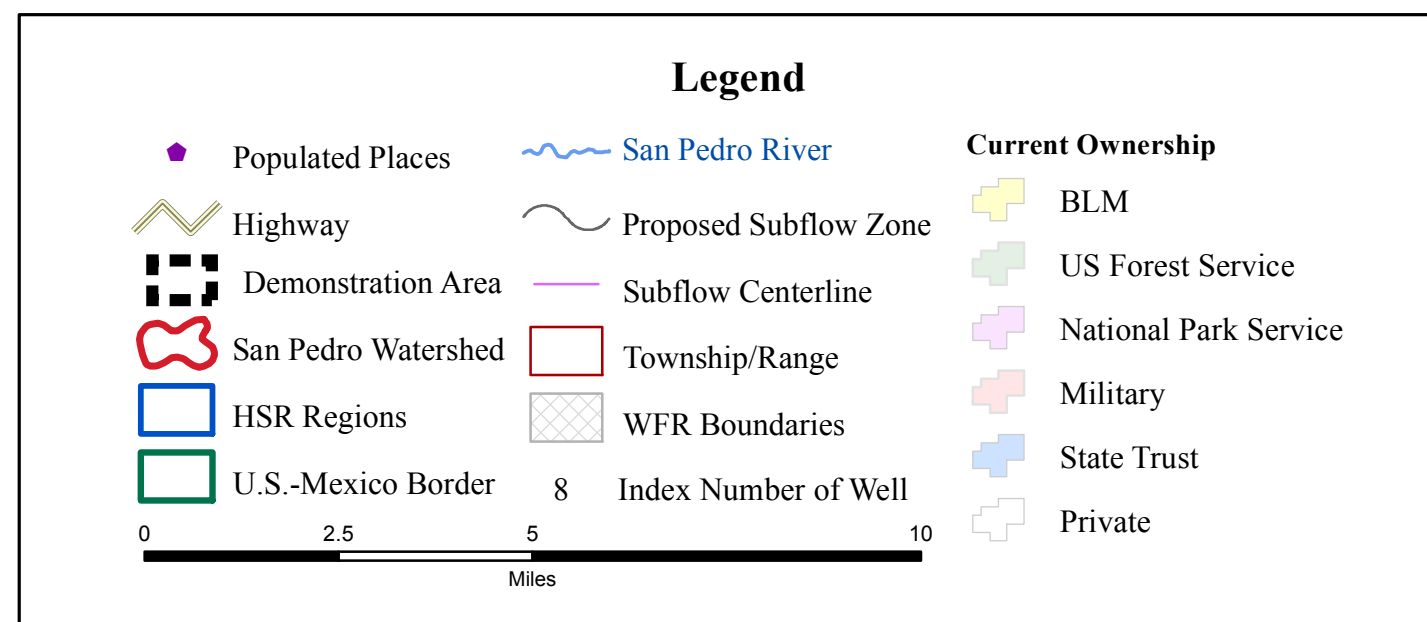 Legend
Populated Places
Highway
Demonstration Area
San Pedro Watershed
HSR Regions
U.S.-Mexico Border
San Pedro River
Proposed Subflow Zone
Subflow Centerline
Township/Range
WFR Boundaries
8 Index Number of Well
Current Ownership
BLM
US Forest Service
National Park Service
Military
State Trust
Private
0 2.5 5 10
Miles